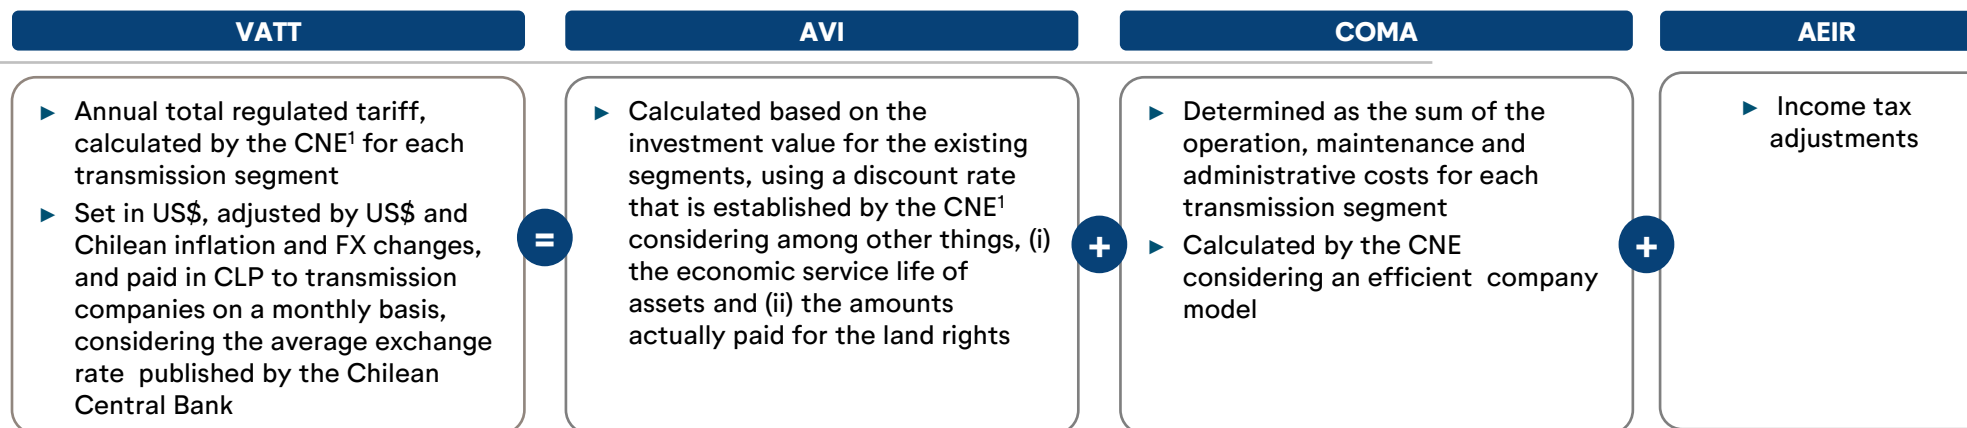 VATT
► Annual total regulated tariff,
calculated by the CNE¹ for each
transmission segment
► Set in US$, adjusted by US$ and
Chilean inflation and FX changes,
and paid in CLP to transmission
companies on a monthly basis,
considering the average exchange
rate  published by the Chilean
Central Bank
=
AVI
► Calculated based on the
investment value for the existing
segments, using a discount rate
that is established by the CNE¹
considering among other things, (i)
the economic service life of
assets and (ii) the amounts
actually paid for the land rights
+
COMA
► Determined as the sum of the
operation, maintenance and
administrative costs for each
transmission segment
► Calculated by the CNE
considering an efficient  company
model
+
AEIR
► Income tax
adjustments